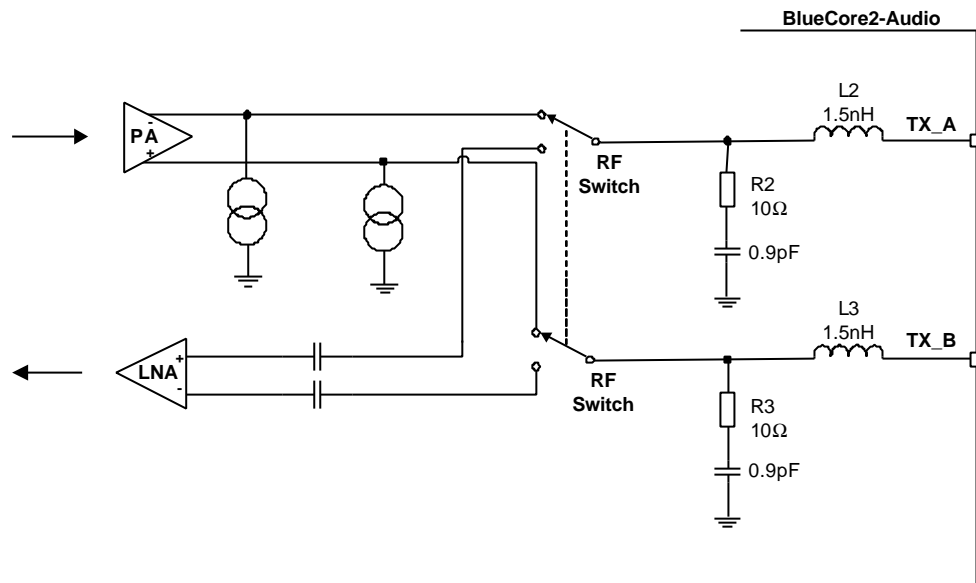 BlueCore2-Audio
L2
1.5nH
TX_A
-
PA
+
RF
Switch
R2
10Ω
0.9pF
L3
1.5nH
TX_B
+
LNA
-
RF
Switch
R3
10Ω
0.9pF